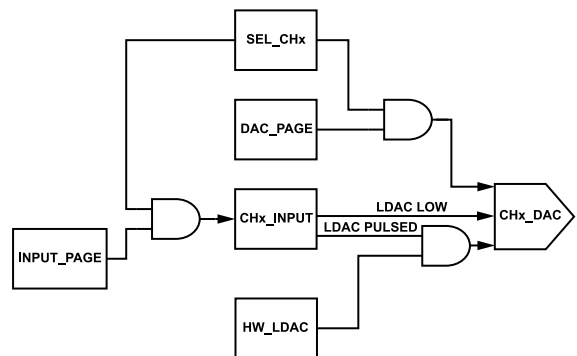 SEL_CHx
DAC_PAGE
LDAC LOW
CHx_INPUT
CHx_DAC
LDAC PULSED
INPUT_PAGE
HW_LDAC